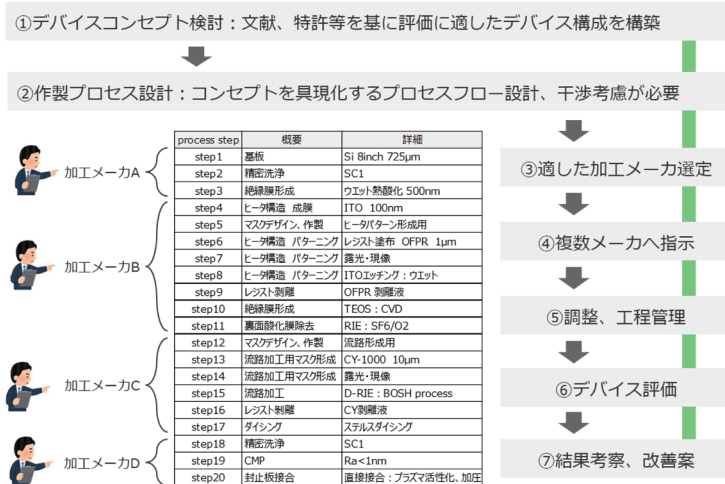 ①デバイスコンセプト検討：文献、特許等を基に評価に適したデバイス構成を構築
②作製プロセス設計：コンセプトを具現化するプロセスフロー設計、干渉考慮が必要
process step 概要 詳細
step1 基板 Si 8inch 725μm
step2 精密洗浄 SC1
step3 絶縁膜形成 ウエット熱酸化 500nm
step4 ヒータ構造 成膜 ITO 100nm
step5 マスクデザイン、作製 ヒータパターン形成用
step6 ヒータ構造 パターニング レジスト塗布 OFPR 1μm
step7 ヒータ構造 パターニング 露光・現像
step8 ヒータ構造 パターニング ITOエッチング：ウエット
step9 レジスト剥離 OFPR 剥離液
step10 絶縁膜形成 TEOS：CVD
step11 裏面酸化膜除去 RIE：SF6/O2
step12 マスクデザイン、作製 流路形成用
step13 流路加工用マスク形成 CY-1000 10μm
step14 流路加工用マスク形成 露光・現像
step15 流路加工 D-RIE：BOSH process
step16 レジスト剥離 CY剥離液
step17 ダイシング ステルスダイシング
step18 精密洗浄 SC1
step19 CMP Ra<1nm
step20 封止板接合 直接接合：プラズマ活性化、加圧
加工メーカA
加工メーカB
加工メーカC
加工メーカD
③適した加工メーカ選定
④複数メーカへ指示
⑤調整、工程管理
⑥デバイス評価
⑦結果考察、改善案